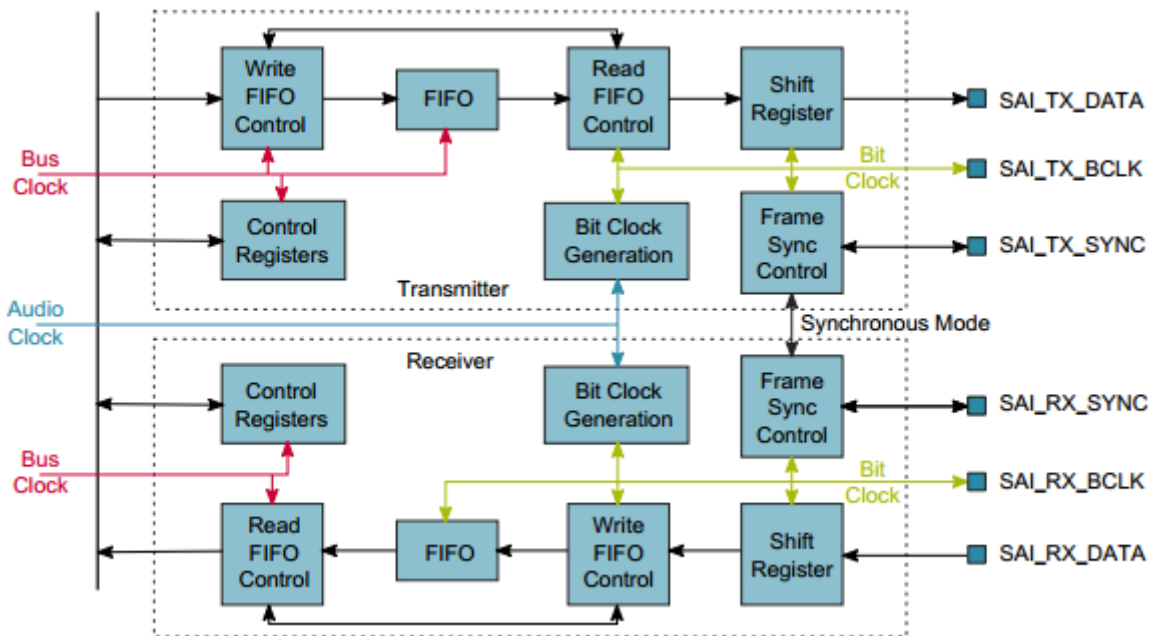 Write
FIFO
Control
FIFO
Read
FIFO
Control
Shift
Register
SAI_TX_DATA
Bus
Clock
Bit
Clock
SAI_TX_BCLK
Control
Registers
Bit Clock
Generation
Frame
Sync
Control
SAI_TX_SYNC
Transmitter
Audio
Clock
Synchronous Mode
Receiver
Control
Registers
Bit Clock
Generation
Frame
Sync
Control
SAI_RX_SYNC
Bus
Clock
Bit
Clock
SAI_RX_BCLK
Read
FIFO
Control
FIFO
Write
FIFO
Control
Shift
Register
SAI_RX_DATA